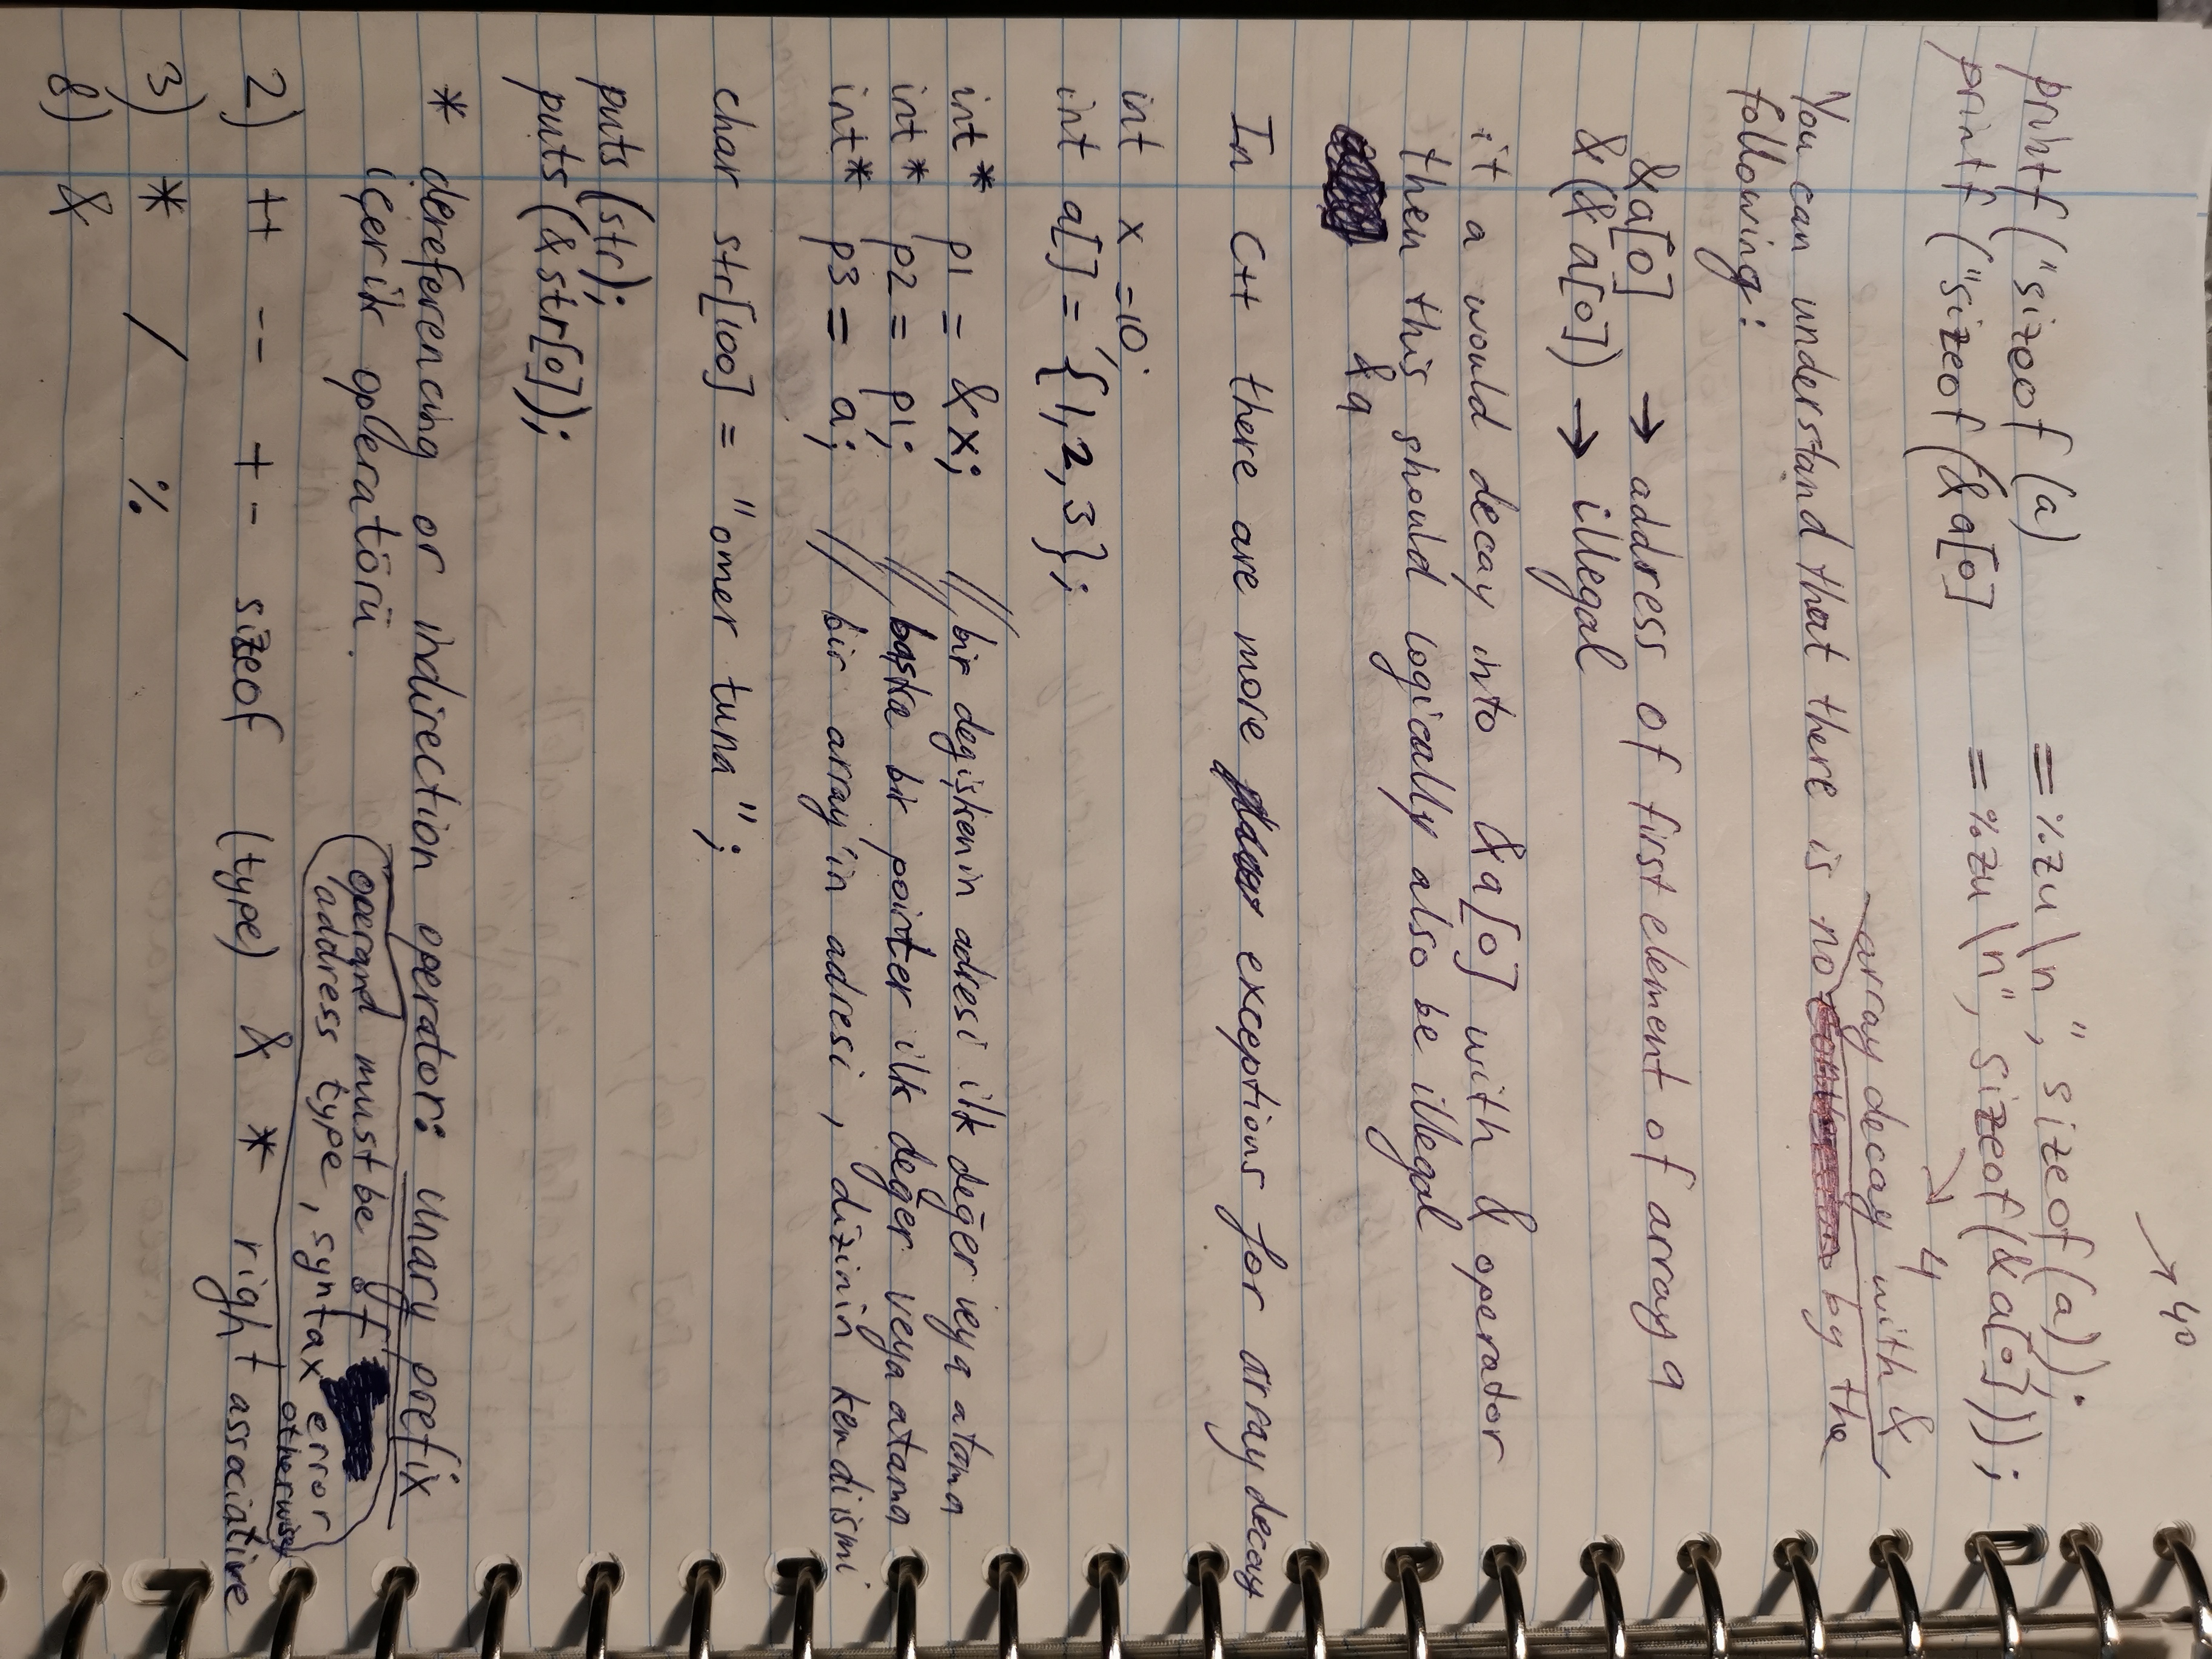 → 40
printf ("sizeof (a) = %zu \n", sizeof(a));
printf ("sizeof (&a[0] = %zu \n", sizeof(&a[0]));
→ 4
array decay with &
You can understand that there is no by the
following:
&a[0] → address of first element of array a
&(&a[0]) → illegal
if a would decay into &a[0] with & operator
then this should logically also be illegal
&a
In C++ there are more exceptions for array decay
int x =10;
int a[] = {1,2,3};
int* p1 = &x; // bir degişkenin adresi ilk değer veya atama
int* p2 = p1; // başka bir pointer ilk değer veya atama
int* p3 = a; // bir array'in adresi , dizinin kendi ismi
char str[100] = "omer tuna";
puts (str);
puts (&str[0]);
* dereferencing or indirection operator: unary prefix
içerik operatörü.
operand must be of
address type, syntax error
otherwise
2) ++ -- + - sizeof (type) & * right associative
3) * / %
8) &